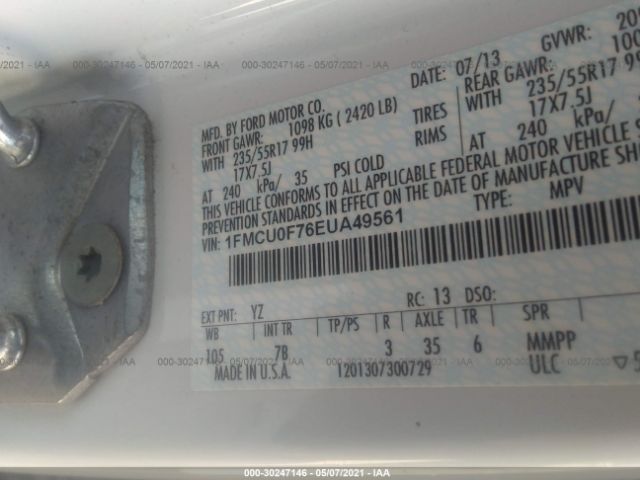 000-30247146 - 05/07/2021 - IAA
MFD. BY FORD MOTOR CO.
DATE: 07/13
GVWR:
FRONT GAWR: 1098 KG ( 2420 LB)
REAR GAWR:
WITH 235/55R17 99H TIRES
WITH 235/55R17 99
17X7.5J RIMS
17X7.5J
AT 240 kPa/ 35 PSI COLD
AT 240 kPa/
THIS VEHICLE CONFORMS TO ALL APPLICABLE FEDERAL MOTOR VEHICLE
PREVENTION STANDARDS IN EFFECT ON THE DATE OF MANUFACTURE
VIN: 1FMCU0F76EUA49561
TYPE: MPV
EXT PNT: YZ
RC: 13 DSO:
WB INT TR TP/PS R AXLE TR SPR
105 7B 3 35 6 MMPP
MADE IN U.S.A. 1201307300729 ULC
000-30247146 - 05/07/2021 - IAA